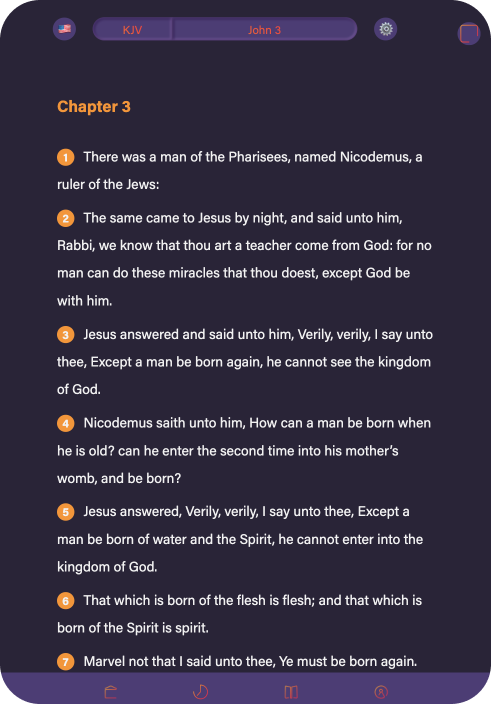 KJV John 3
Chapter 3
1 There was a man of the Pharisees, named Nicodemus, a
ruler of the Jews:
2 The same came to Jesus by night, and said unto him,
Rabbi, we know that thou art a teacher come from God: for no
man can do these miracles that thou doest, except God be
with him.
3 Jesus answered and said unto him, Verily, verily, I say unto
thee, Except a man be born again, he cannot see the kingdom
of God.
4 Nicodemus saith unto him, How can a man be born when
he is old? can he enter the second time into his mother’s
womb, and be born?
5 Jesus answered, Verily, verily, I say unto thee, Except a
man be born of water and the Spirit, he cannot enter into the
kingdom of God.
6 That which is born of the flesh is flesh; and that which is
born of the Spirit is spirit.
7 Marvel not that I said unto thee, Ye must be born again.